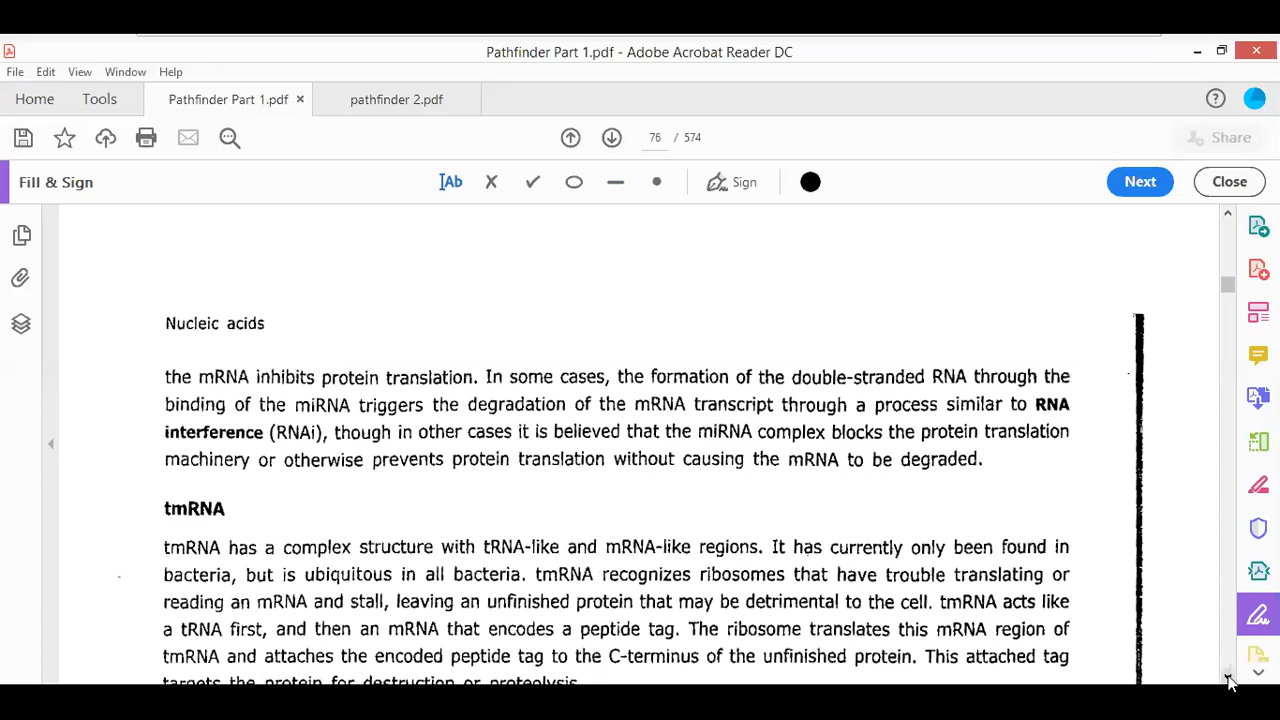 Pathfinder Part 1.pdf - Adobe Acrobat Reader DC
File Edit View Window Help
Home Tools Pathfinder Part 1.pdf × pathfinder 2.pdf
76 / 574 Share
Fill & Sign Ab Sign Next Close
Nucleic acids
the mRNA inhibits protein translation. In some cases, the formation of the double-stranded RNA through the
binding of the miRNA triggers the degradation of the mRNA transcript through a process similar to RNA
interference (RNAi), though in other cases it is believed that the miRNA complex blocks the protein translation
machinery or otherwise prevents protein translation without causing the mRNA to be degraded.
tmRNA
tmRNA has a complex structure with tRNA-like and mRNA-like regions. It has currently only been found in
bacteria, but is ubiquitous in all bacteria. tmRNA recognizes ribosomes that have trouble translating or
reading an mRNA and stall, leaving an unfinished protein that may be detrimental to the cell. tmRNA acts like
a tRNA first, and then an mRNA that encodes a peptide tag. The ribosome translates this mRNA region of
tmRNA and attaches the encoded peptide tag to the C-terminus of the unfinished protein. This attached tag
targets the protein for destruction or proteolysis.